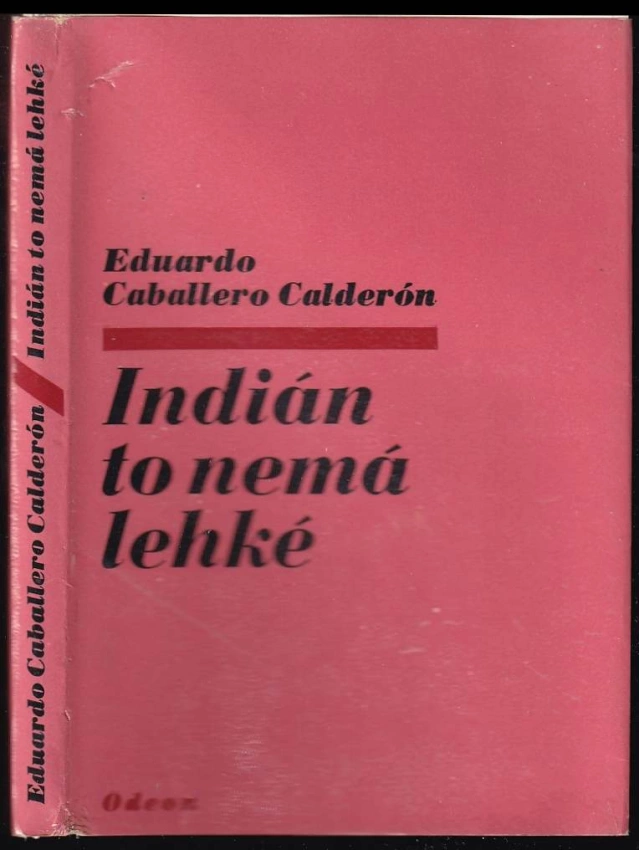 Eduardo Caballero Calderón / Indián to nemá lehké
Eduardo
Caballero Calderón
Indián
to nemá
lehké
Odeon